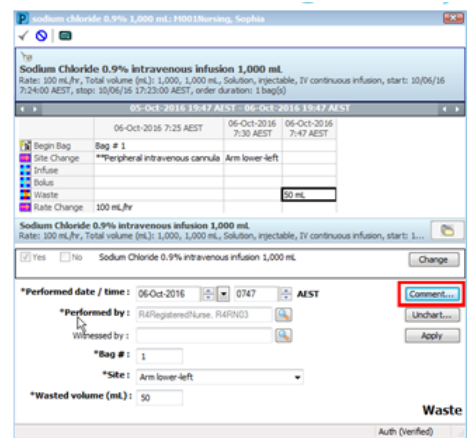 sodium chloride 0.9% 1,000 mL: M001Nursing, Sophia
Sodium Chloride 0.9% intravenous infusion 1,000 mL
Rate: 100 mL/hr, Total volume (mL): 1,000, 1,000 mL, Solution, injectable, IV continuous infusion, start: 10/06/16
7:24:00 AEST, stop: 10/06/16 17:23:00 AEST, order duration: 1 bag(s)
05-Oct-2016 19:47 AEST - 06-Oct-2016 19:47 AEST
06-Oct-2016 7:25 AEST 06-Oct-2016 7:30 AEST 06-Oct-2016 7:47 AEST
Begin Bag Bag # 1
Site Change **Peripheral intravenous cannula Arm lower-left
Infuse
Bolus
Waste 50 mL
Rate Change 100 mL/hr
Sodium Chloride 0.9% intravenous infusion 1,000 mL
Rate: 100 mL/hr, Total volume (mL): 1,000, 1,000 mL, Solution, injectable, IV continuous infusion, start: 1...
Yes No Sodium Chloride 0.9% intravenous infusion 1,000 mL Change
*Performed date / time : 06-Oct-2016 0747 AEST Comment...
*Performed by : R4RegisteredNurse, R4RN03 Unchart...
Witnessed by : Apply
*Bag # : 1
*Site : Arm lower-left
*Wasted volume (mL) : 50
Waste
Auth (Verified)